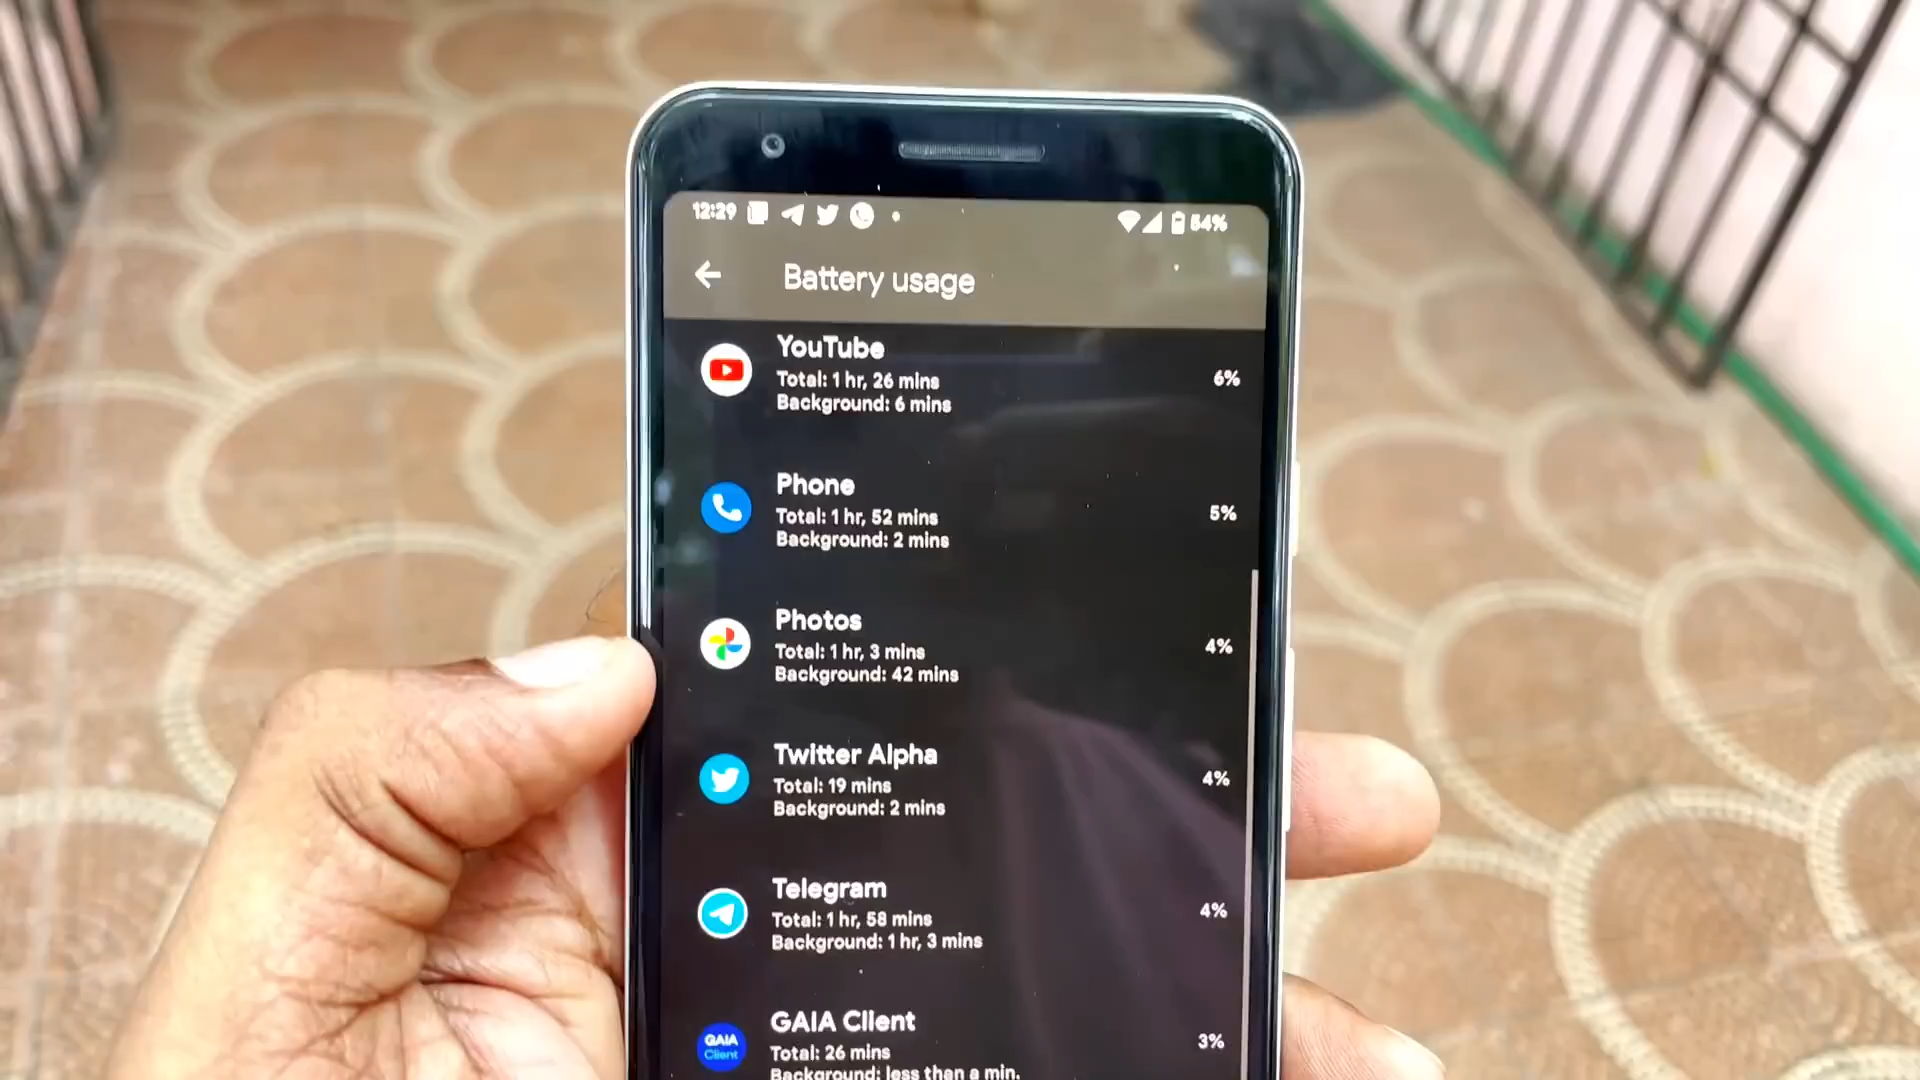 12:29 54%
Battery usage
YouTube
Total: 1 hr, 26 mins
Background: 6 mins
6%
Phone
Total: 1 hr, 52 mins
Background: 2 mins
5%
Photos
Total: 1 hr, 3 mins
Background: 42 mins
4%
Twitter Alpha
Total: 19 mins
Background: 2 mins
4%
Telegram
Total: 1 hr, 58 mins
Background: 1 hr, 3 mins
4%
GAIA
Client
GAIA Client
Total: 26 mins
Background: less than a min.
3%